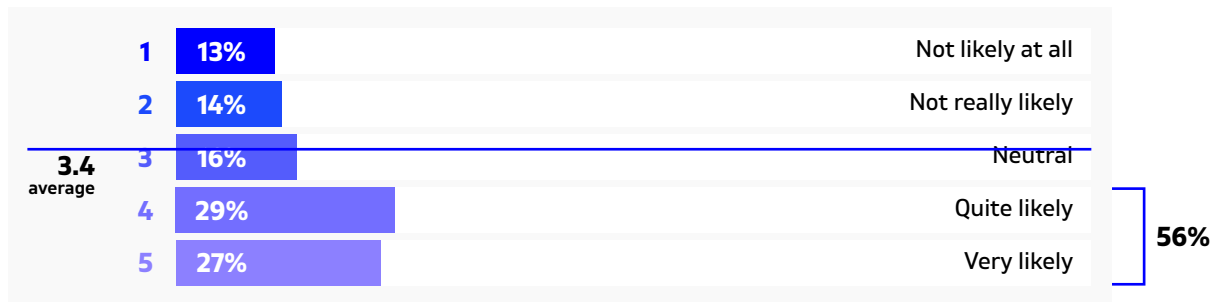 1 13% Not likely at all
2 14% Not really likely
3 16% Neutral
3.4
average
4 29% Quite likely
5 27% Very likely
56%